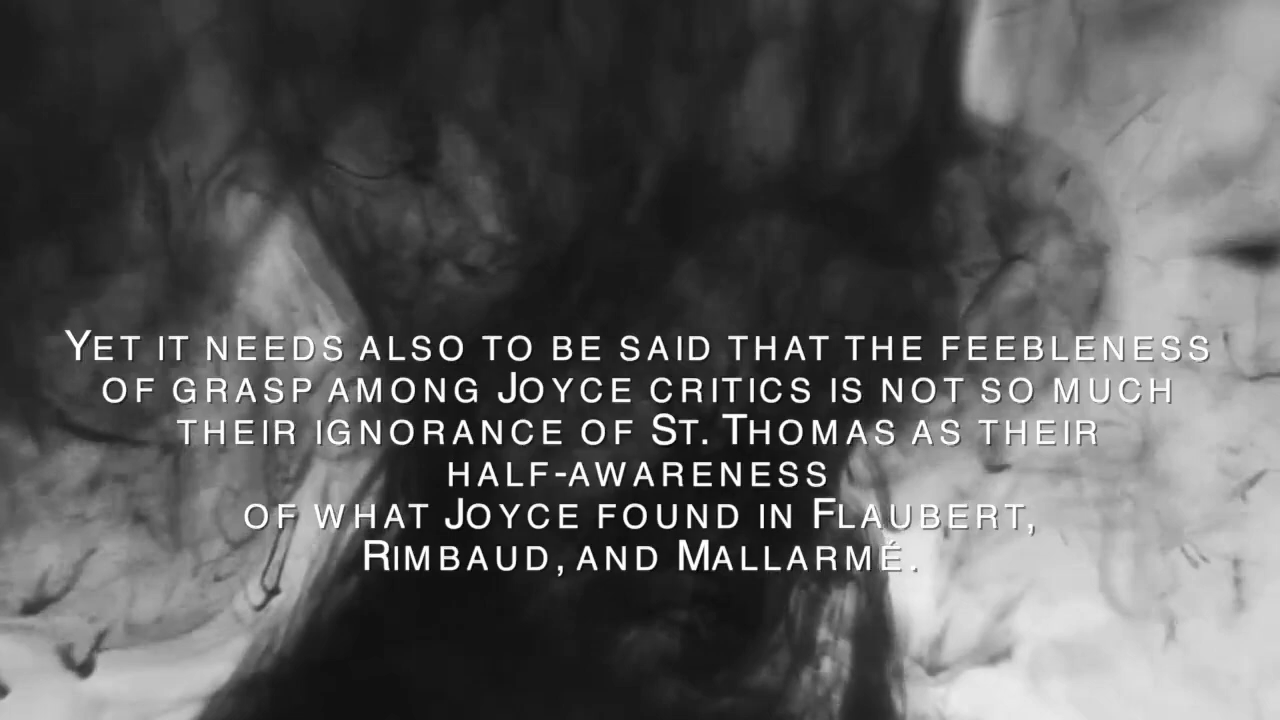 Yet it needs also to be said that the feebleness
of grasp among Joyce critics is not so much
their ignorance of St. Thomas as their
half-awareness
of what Joyce found in Flaubert,
Rimbaud, and Mallarmé.